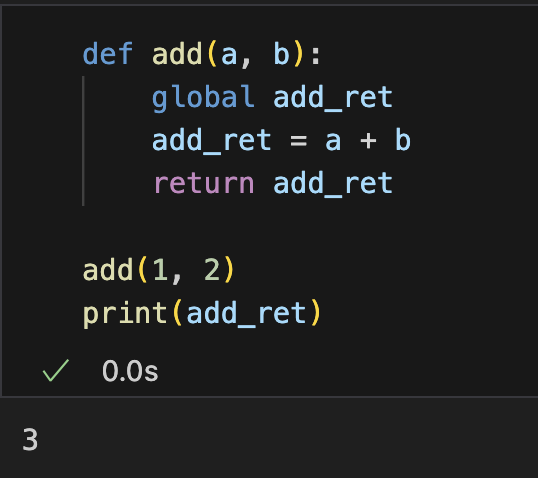 def add(a, b):
    global add_ret
    add_ret = a + b
    return add_ret

add(1, 2)
print(add_ret)
✓ 0.0s
3